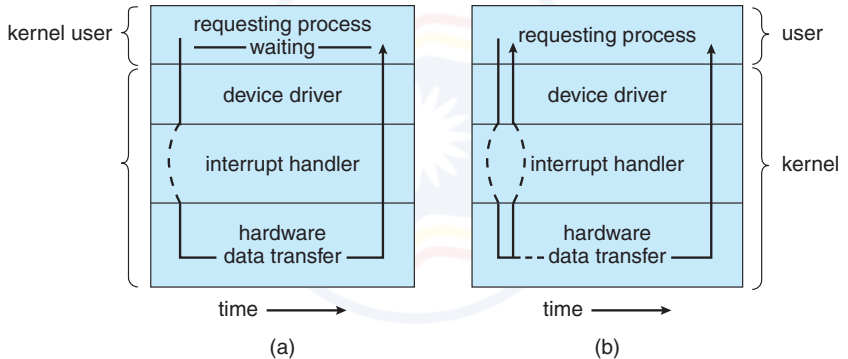 kernel user
requesting process
waiting
device driver
interrupt handler
hardware
data transfer
time
(a)
requesting process
device driver
interrupt handler
hardware
data transfer
user
kernel
time
(b)